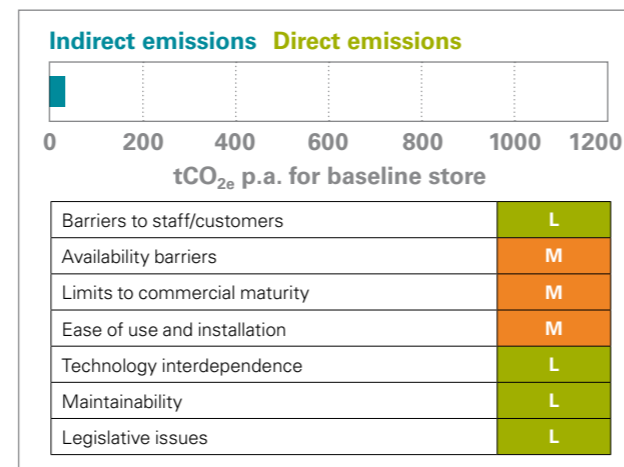 Indirect emissions Direct emissions
0 200 400 600 800 1000 1200
tCO2e p.a. for baseline store
Barriers to staff/customers L
Availability barriers M
Limits to commercial maturity M
Ease of use and installation M
Technology interdependence L
Maintainability L
Legislative issues L